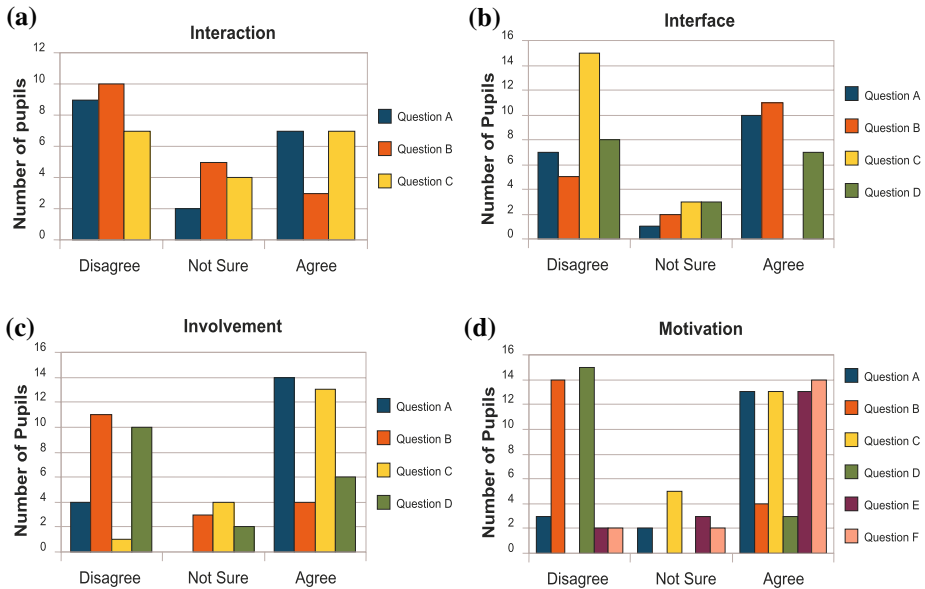 (a)
Interaction
Number of pupils
12
10
8
6
4
2
0
Disagree
Not Sure
Agree
Question A
Question B
Question C
(b)
Interface
Number of Pupils
16
14
12
10
8
6
4
2
0
Disagree
Not Sure
Agree
Question A
Question B
Question C
Question D
(c)
Involvement
Number of Pupils
16
14
12
10
8
6
4
2
0
Disagree
Not Sure
Agree
Question A
Question B
Question C
Question D
(d)
Motivation
Number of Pupils
16
14
12
10
8
6
4
2
0
Disagree
Not Sure
Agree
Question A
Question B
Question C
Question D
Question E
Question F